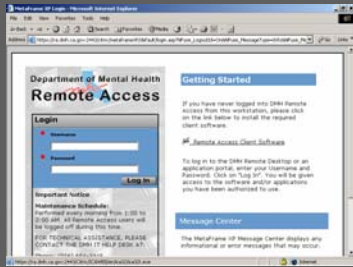 MetaFrame XP Login - Microsoft Internet Explorer
File Edit View Favorites Tools Help
Back Search Favorites Media
Address
Links
Department of Mental Health
Remote Access
Login
Username
Password
Log In
Important Notice
Maintenance Schedule:
Performed every morning from 1:00 to
3:00 AM. All Remote Access users will
be logged off during this time.
FOR TECHNICAL ASSISTANCE, PLEASE
CONTACT THE DMH IT HELP DESK AT:
Getting Started
If you have never logged into DMH Remote
Access from this workstation, please click
on the link below to install the required
client software.
Remote Access Client Software
To log in to the DMH Remote Desktop or an
application portal, enter your Username and
Password. Click on "Log In". You will be given
access to the software and/or applications
you have been authorized to use.
Message Center
The MetaFrame XP Message Center displays any
informational or error messages that may occur.
Internet